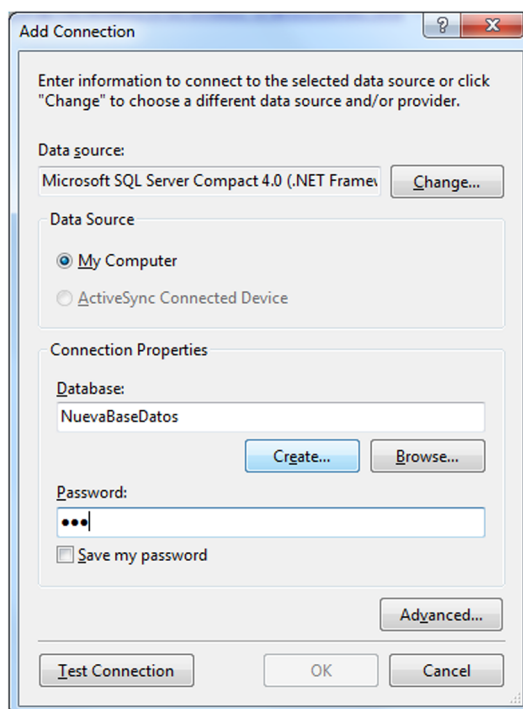 Add Connection
Enter information to connect to the selected data source or click
"Change" to choose a different data source and/or provider.
Data source:
Microsoft SQL Server Compact 4.0 (.NET Framew
Change...
Data Source
My Computer
ActiveSync Connected Device
Connection Properties
Database:
NuevaBaseDatos
Create...
Browse...
Password:
●●●
Save my password
Advanced...
Test Connection
OK
Cancel